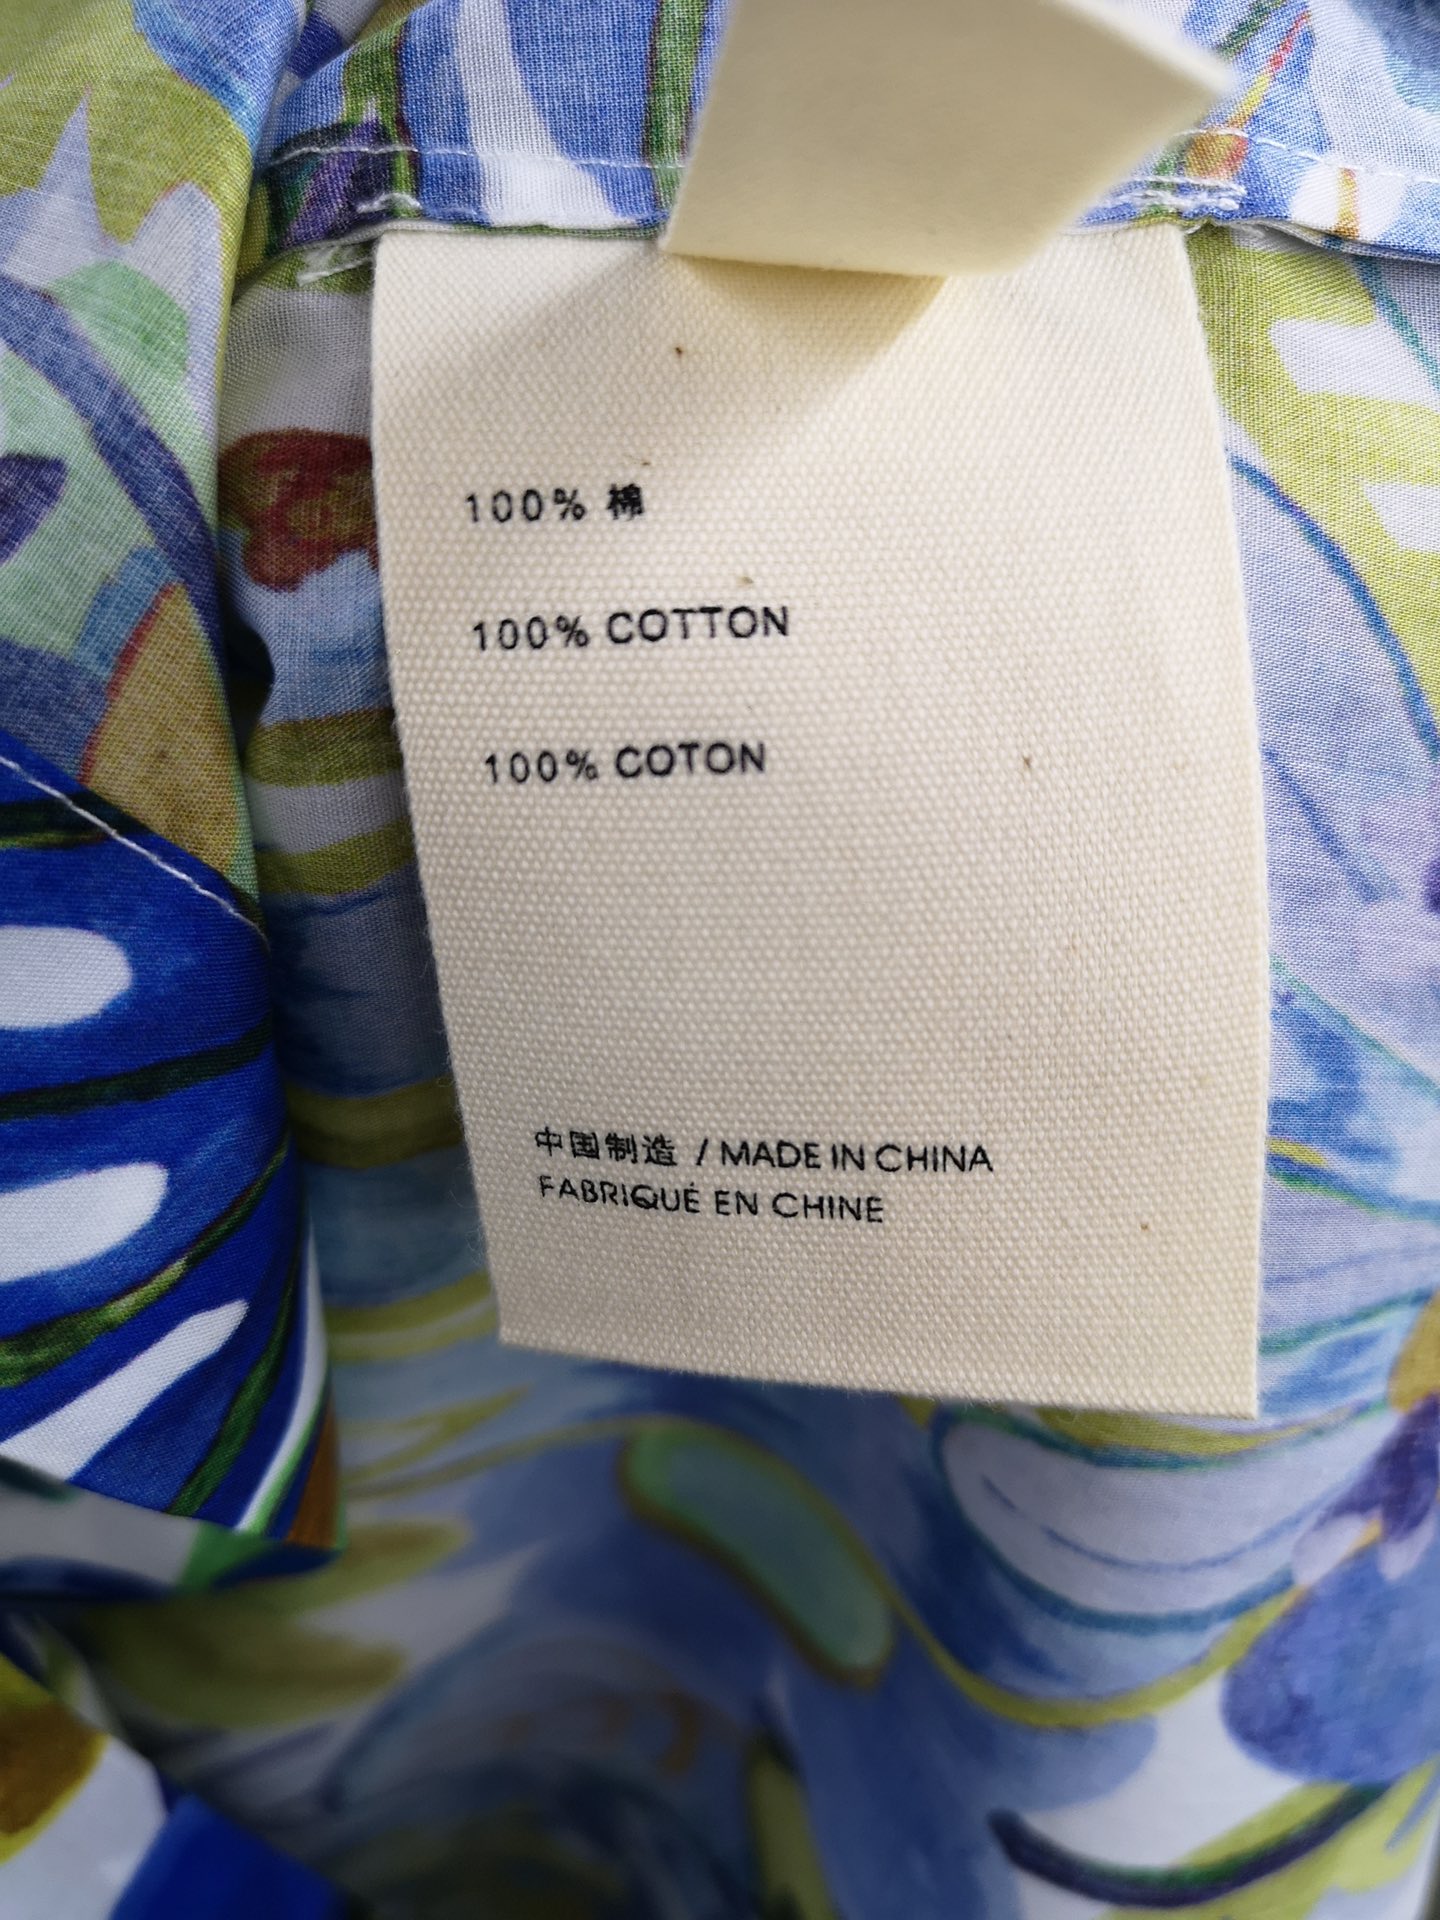 100% 棉
100% COTTON
100% COTON
中国制造 / MADE IN CHINA
FABRIQUÉ EN CHINE